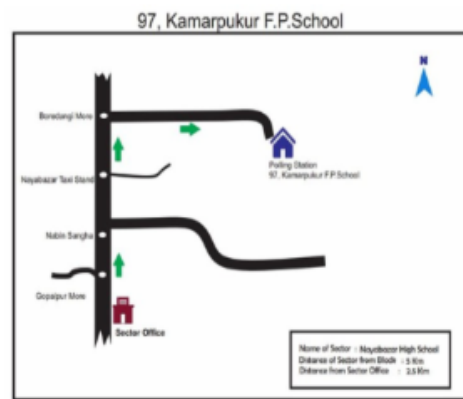 97, Kamarpukur F.P.School
N
Boradangi More
Polling Station
97, Kamarpukur F.P.School
Nayabazar Taxi Stand
Nabin Sangha
Gopalpur More
Sector Office
Name of Sector : Nayabazar High School
Distance of Sector from Block : 5 Km
Distance from Sector Office : 2.5 Km